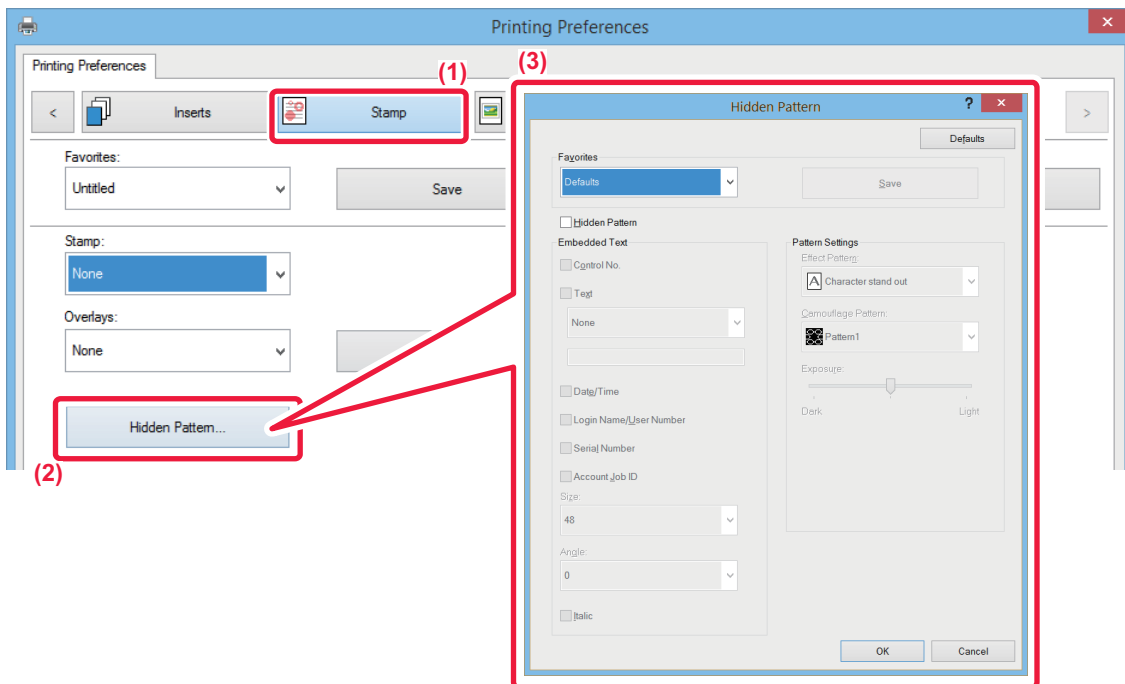 Printing Preferences
Printing Preferences
(1)
(3)
<
Inserts
Stamp
>
Favorites:
Untitled
Save
Stamp:
None
Overlays:
None
Hidden Pattern...
(2)
Hidden Pattern
?
Defaults
Favorites
Defaults
Save
Hidden Pattern
Embedded Text
Control No.
Text
None
Date/Time
Login Name/User Number
Serial Number
Account Job ID
Size:
48
Angle:
0
Italic
Pattern Settings
Effect Pattern:
A Character stand out
Camouflage Pattern:
Pattern1
Exposure:
Dark Light
OK Cancel